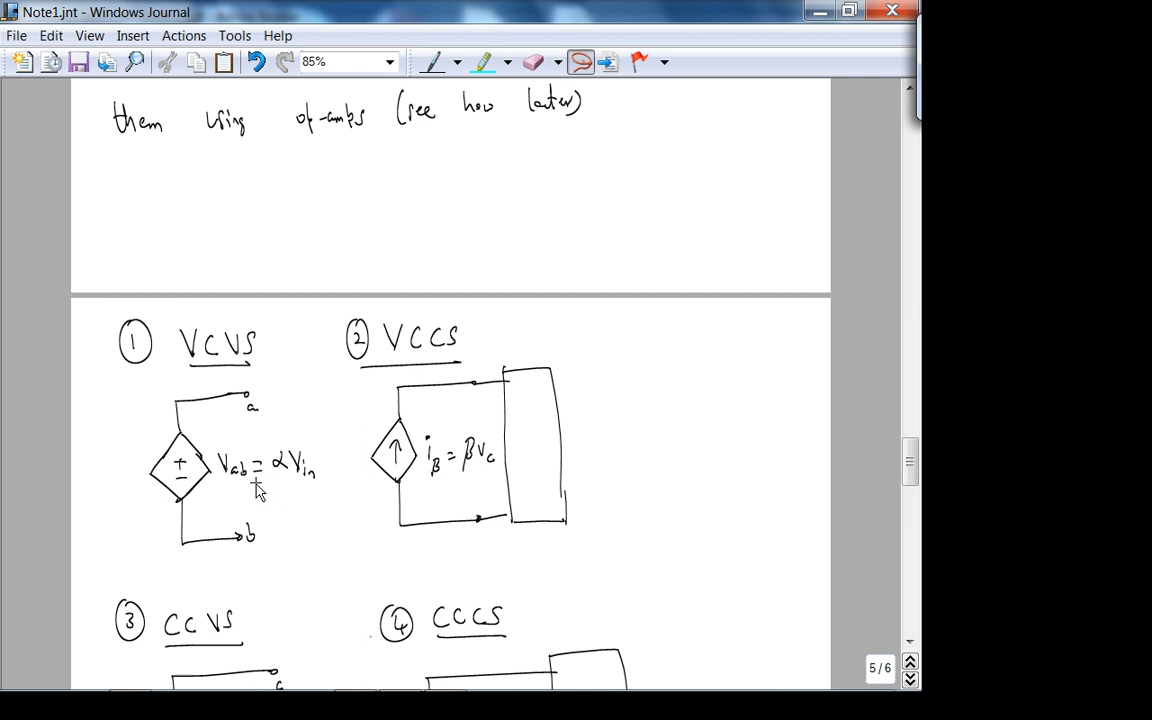 Note1.jnt - Windows Journal
File Edit View Insert Actions Tools Help
85%
them using op-amps (see how later)
① VCVS ② VCCS
a
+
-
Vab = αVin
iβ = βvc
b
③ CCVS ④ CCCS
c
5 / 6